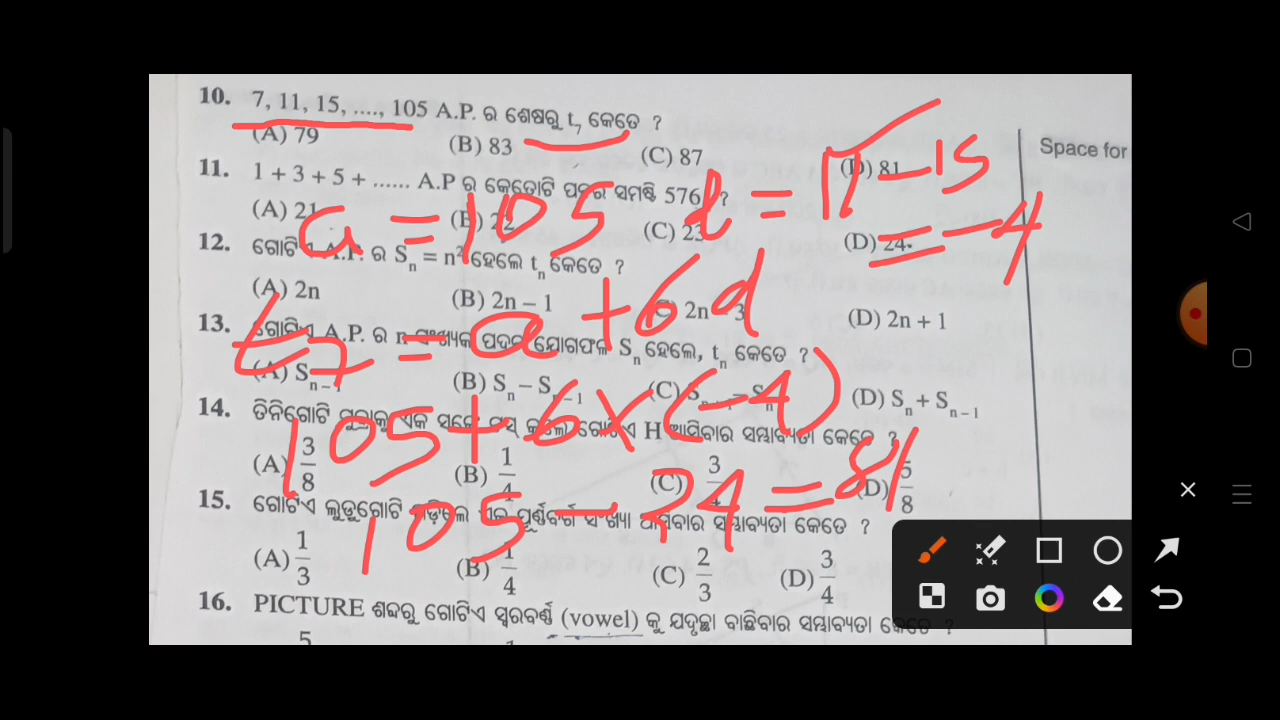 10. 7, 11, 15, ...., 105 A.P. ର ଶେଷରୁ t₇ କେତେ ?
(A) 79 (B) 83 (C) 87 (D) 81
Space for
11. 1 + 3 + 5 + ...... A.P ର କେତୋଟି ପଦର ସମଷ୍ଟି 576 ?
(A) 21 (B) 22 (C) 23 (D) 24
a = 105 d = 11 - 15 = -4
12. ଗୋଟିଏ A.P. ର Sₙ = n² ହେଲେ tₙ କେତେ ?
(A) 2n (B) 2n – 1 (C) 2n – 3 (D) 2n + 1
t7 = a + 6d
13. ଗୋଟିଏ A.P. ର n ସଂଖ୍ୟକ ପଦର ଯୋଗଫଳ Sₙ ହେଲେ, tₙ କେତେ ?
(A) Sₙ₋₁ (B) Sₙ – Sₙ₋₁ (C) Sₙ₊₁ – Sₙ (D) Sₙ + Sₙ₋₁
105 + 6 × (-4)
14. ତିନିଗୋଟି ମୁଦ୍ରାକୁ ଏକ ସଙ୍ଗେ ଟସ୍ କଲେ ଗୋଟିଏ H ଆସିବାର ସମ୍ଭାବ୍ୟତା କେତେ ?
(A) 3/8 (B) 1/4 (C) 3/4 (D) 5/8
105 - 24 = 81
15. ଗୋଟିଏ ଲୁଡୁଗୋଟି ଗଡ଼ିଲେ ଏକ ପୂର୍ଣ୍ଣବର୍ଗ ସଂଖ୍ୟା ଆସିବାର ସମ୍ଭାବ୍ୟତା କେତେ ?
(A) 1/3 (B) 1/4 (C) 2/3 (D) 3/4
16. PICTURE ଶବ୍ଦରୁ ଗୋଟିଏ ସ୍ୱରବର୍ଣ୍ଣ (vowel) କୁ ଯଦୃଚ୍ଛା ବାଛିବାର ସମ୍ଭାବ୍ୟତା କେତେ ?